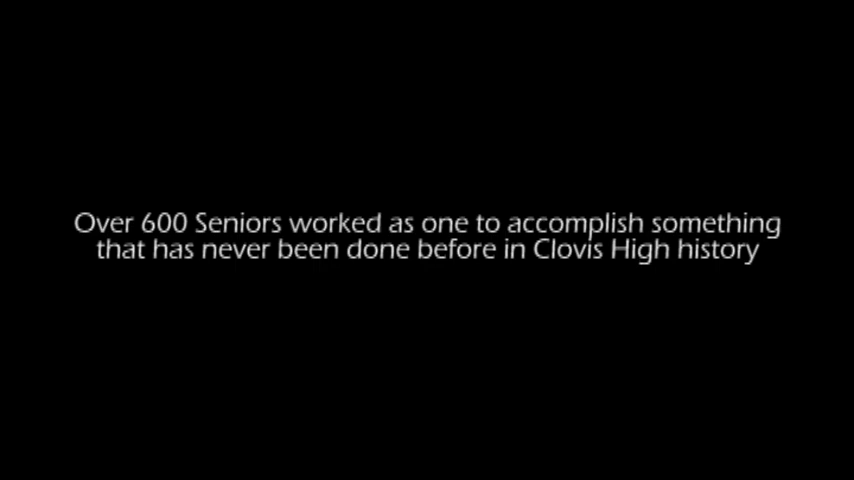 Over 600 Seniors worked as one to accomplish something
that has never been done before in Clovis High history